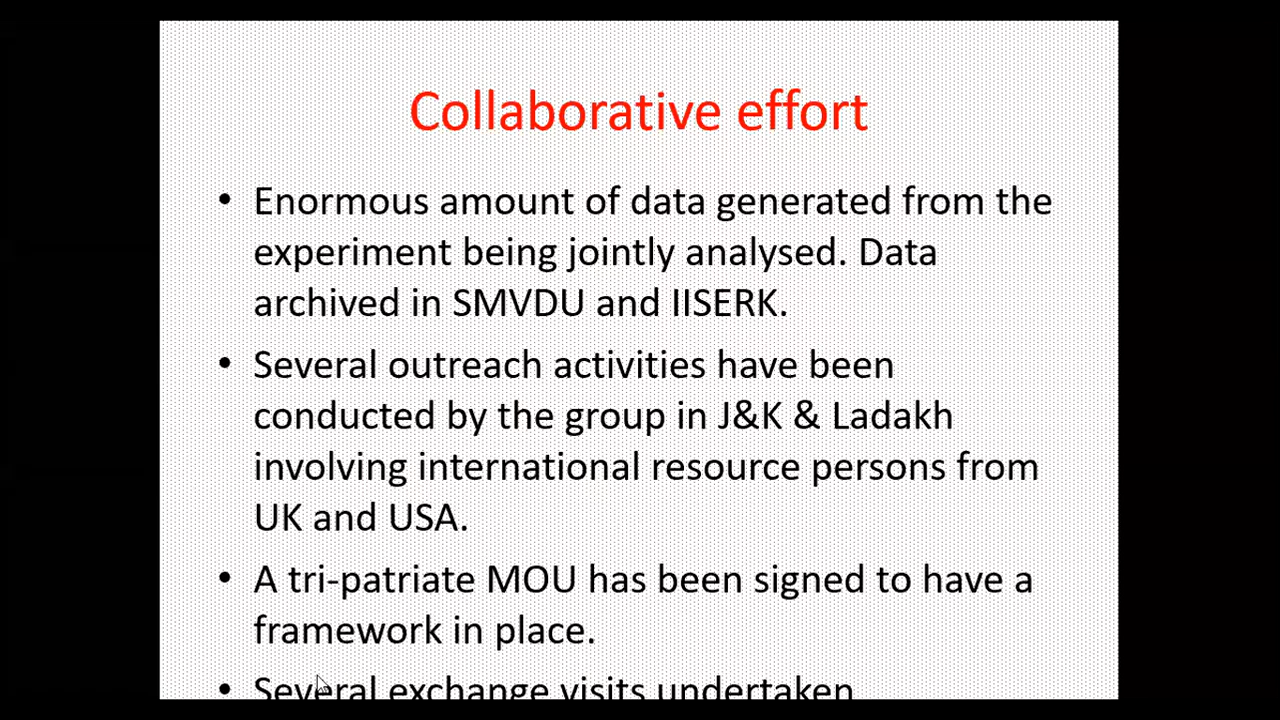 Collaborative effort
• Enormous amount of data generated from the
experiment being jointly analysed. Data
archived in SMVDU and IISERK.
• Several outreach activities have been
conducted by the group in J&K & Ladakh
involving international resource persons from
UK and USA.
• A tri-patriate MOU has been signed to have a
framework in place.
• Several exchange visits undertaken